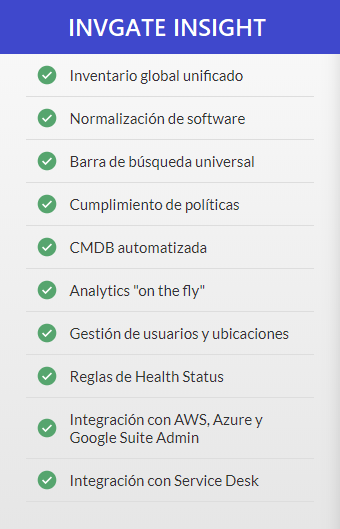 INVGATE INSIGHT
Inventario global unificado
Normalización de software
Barra de búsqueda universal
Cumplimiento de políticas
CMDB automatizada
Analytics "on the fly"
Gestión de usuarios y ubicaciones
Reglas de Health Status
Integración con AWS, Azure y
Google Suite Admin
Integración con Service Desk